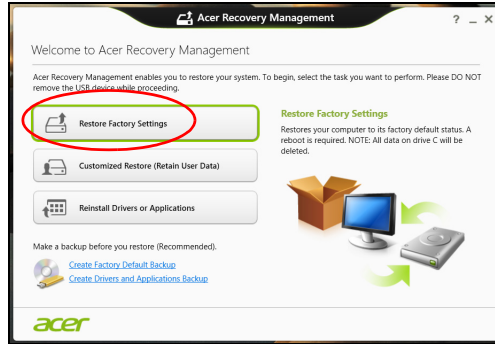 Acer Recovery Management
? _ X
Welcome to Acer Recovery Management
Acer Recovery Management enables you to restore your system. To begin, select the task you want to perform. Please DO NOT
remove the USB device while proceeding.
Restore Factory Settings
Customized Restore (Retain User Data)
Reinstall Drivers or Applications
Restore Factory Settings
Restores your computer to its factory default status. A
reboot is required. NOTE: All data on drive C will be
deleted.
Make a backup before you restore (Recommended).
Create Factory Default Backup
Create Drivers and Applications Backup
acer